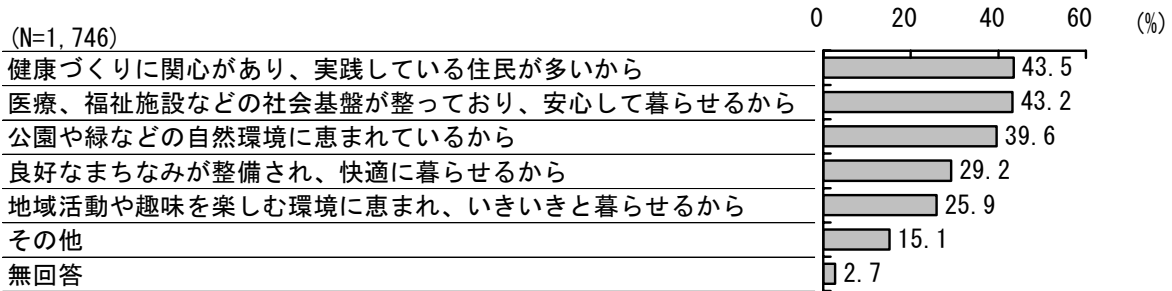 0 20 40 60 (%)
(N=1,746)
健康づくりに関心があり、実践している住民が多いから 43.5
医療、福祉施設などの社会基盤が整っており、安心して暮らせるから 43.2
公園や緑などの自然環境に恵まれているから 39.6
良好なまちなみが整備され、快適に暮らせるから 29.2
地域活動や趣味を楽しむ環境に恵まれ、いきいきと暮らせるから 25.9
その他 15.1
無回答 2.7